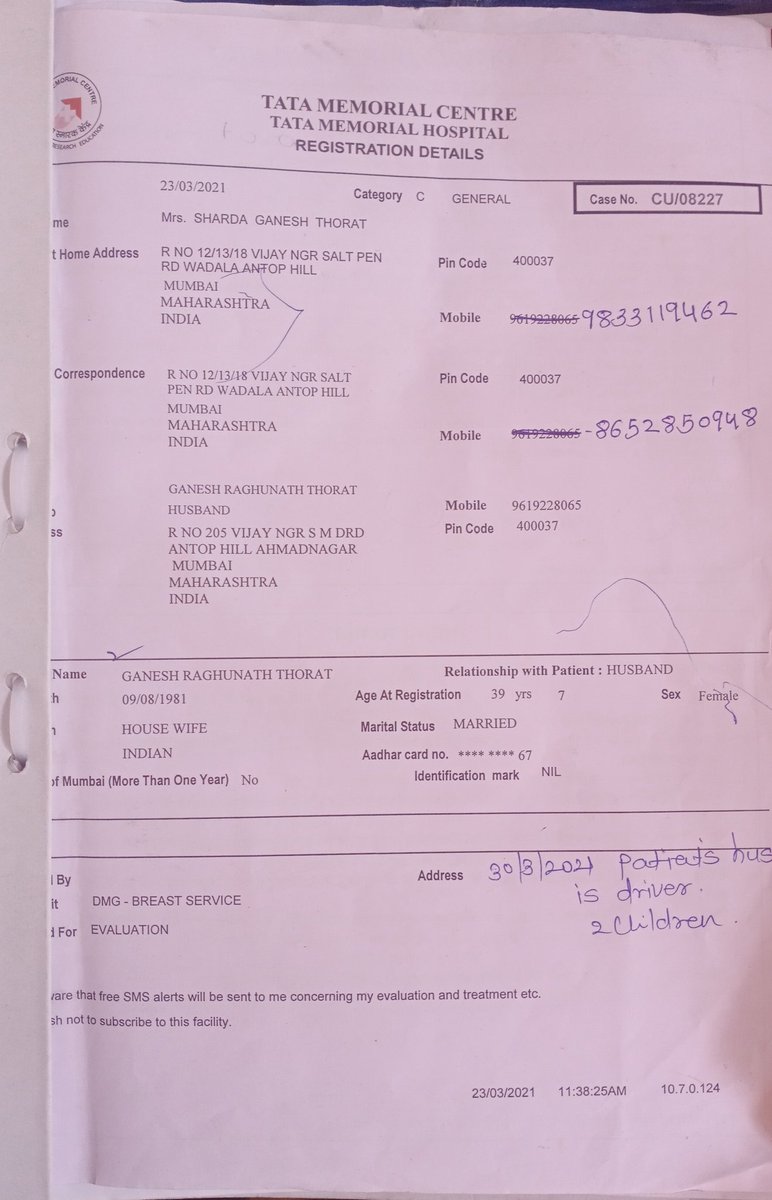 MEMORIAL CENTRE
स्मारक केंद्र
RESEARCH EDUCATION
TATA MEMORIAL CENTRE
TATA MEMORIAL HOSPITAL
REGISTRATION DETAILS
23/03/2021 Category C GENERAL Case No. CU/08227
me Mrs. SHARDA GANESH THORAT
t Home Address R NO 12/13/18 VIJAY NGR SALT PEN Pin Code 400037
RD WADALA ANTOP HILL
MUMBAI
MAHARASHTRA
INDIA Mobile 9619228065 9833119462
Correspondence R NO 12/13/18 VIJAY NGR SALT Pin Code 400037
PEN RD WADALA ANTOP HILL
MUMBAI
MAHARASHTRA
INDIA Mobile 9619228065 -8652850948
GANESH RAGHUNATH THORAT
HUSBAND Mobile 9619228065
ss R NO 205 VIJAY NGR S M DRD Pin Code 400037
ANTOP HILL AHMADNAGAR
MUMBAI
MAHARASHTRA
INDIA
Name GANESH RAGHUNATH THORAT Relationship with Patient : HUSBAND
h 09/08/1981 Age At Registration 39 yrs 7 Sex Female
HOUSE WIFE Marital Status MARRIED
INDIAN Aadhar card no. **** **** 67
of Mumbai (More Than One Year) No Identification mark NIL
By Address 30/3/2021 Patient's hus
it DMG - BREAST SERVICE is driver.
d For EVALUATION 2 Children.
are that free SMS alerts will be sent to me concerning my evaluation and treatment etc.
sh not to subscribe to this facility.
23/03/2021 11:38:25AM 10.7.0.124